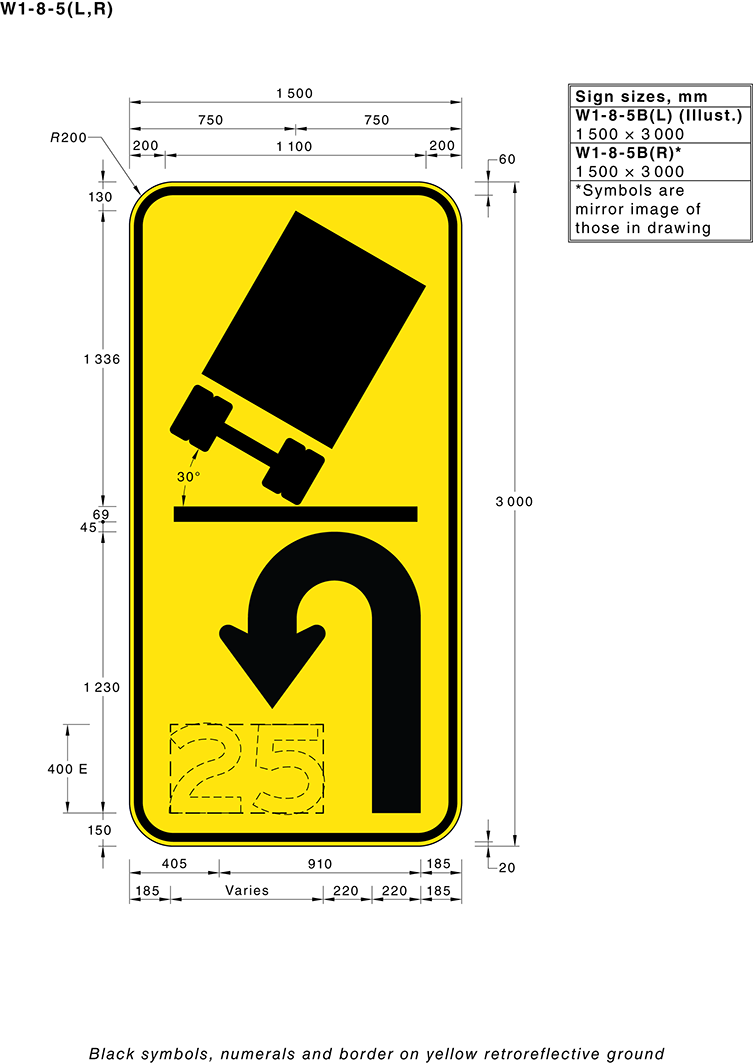 W1-8-5(L,R)
1 500
750 750
200 1 100 200
R200
60
130
Sign sizes, mm
W1-8-5B(L) (Illust.)
1 500 × 3 000
W1-8-5B(R)*
1 500 × 3 000
*Symbols are
mirror image of
those in drawing
1 336
30°
3 000
69
45
1 230
25
400 E
150
20
405 910 185
185 Varies 220 220 185
Black symbols, numerals and border on yellow retroreflective ground